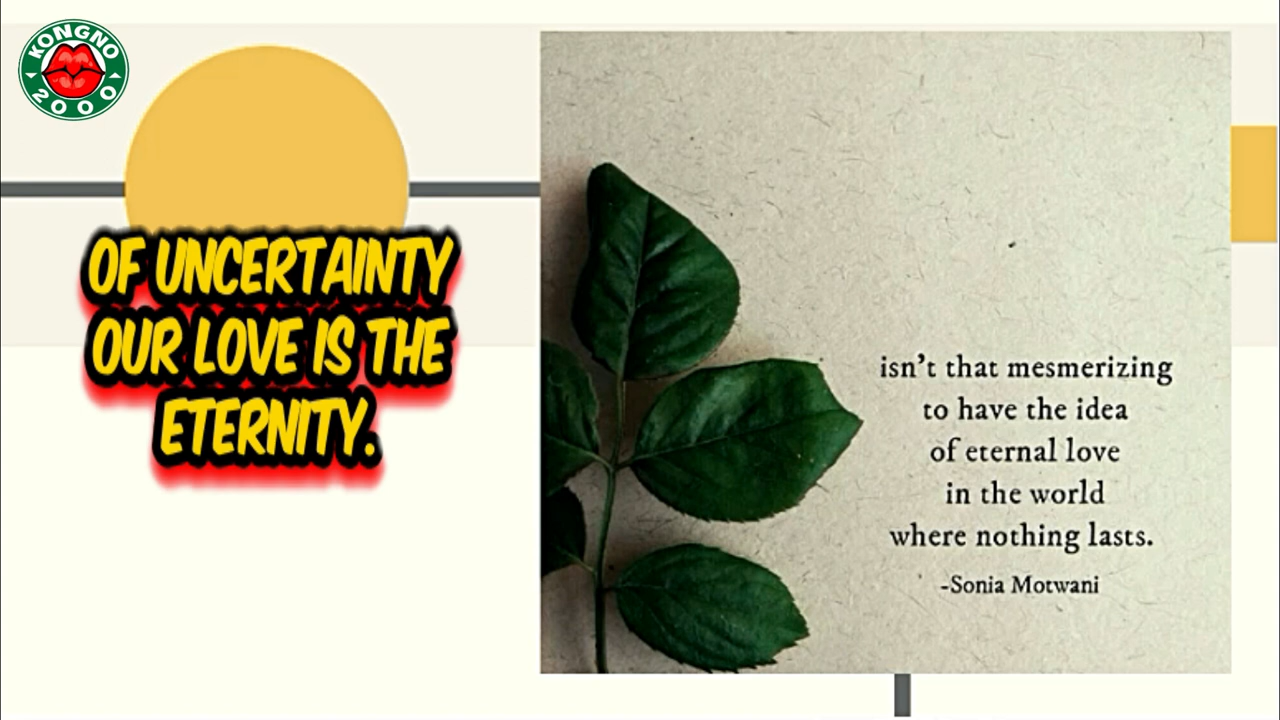 KONGNO
2000
OF UNCERTAINTY
OUR LOVE IS THE
ETERNITY.
isn't that mesmerizing
to have the idea
of eternal love
in the world
where nothing lasts.
-Sonia Motwani